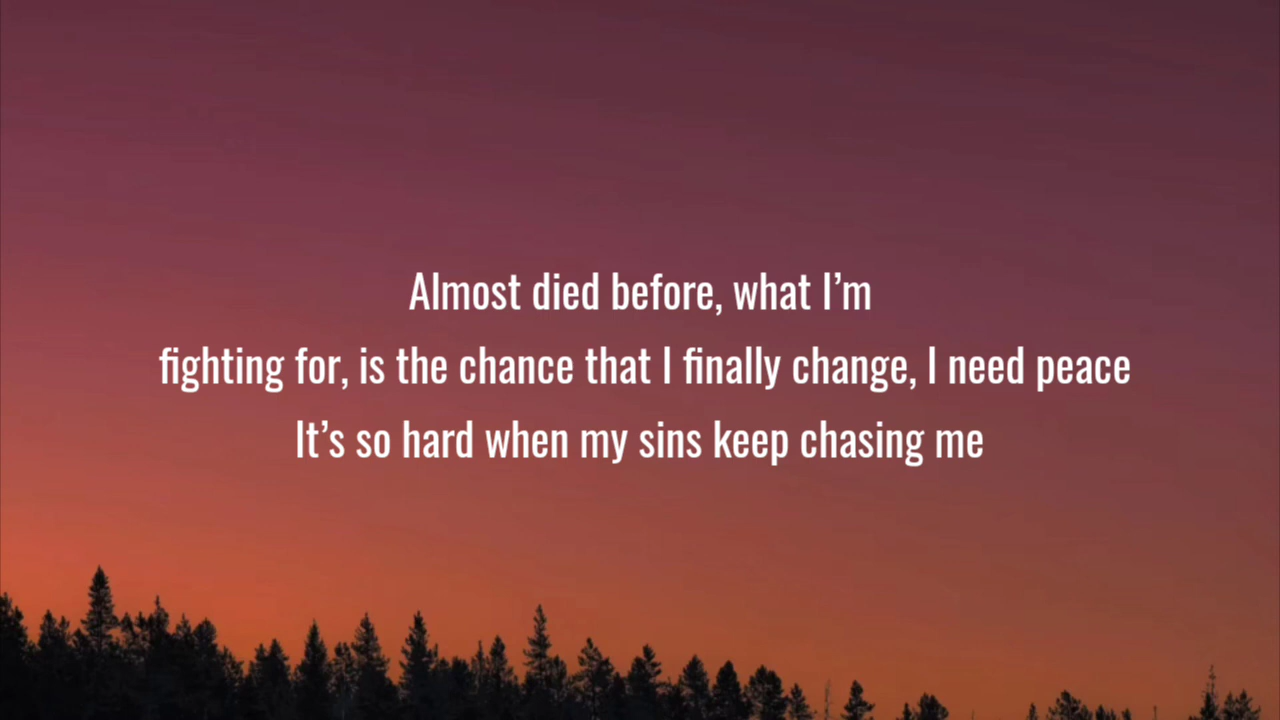 Almost died before, what I’m
fighting for, is the chance that I finally change, I need peace
It’s so hard when my sins keep chasing me